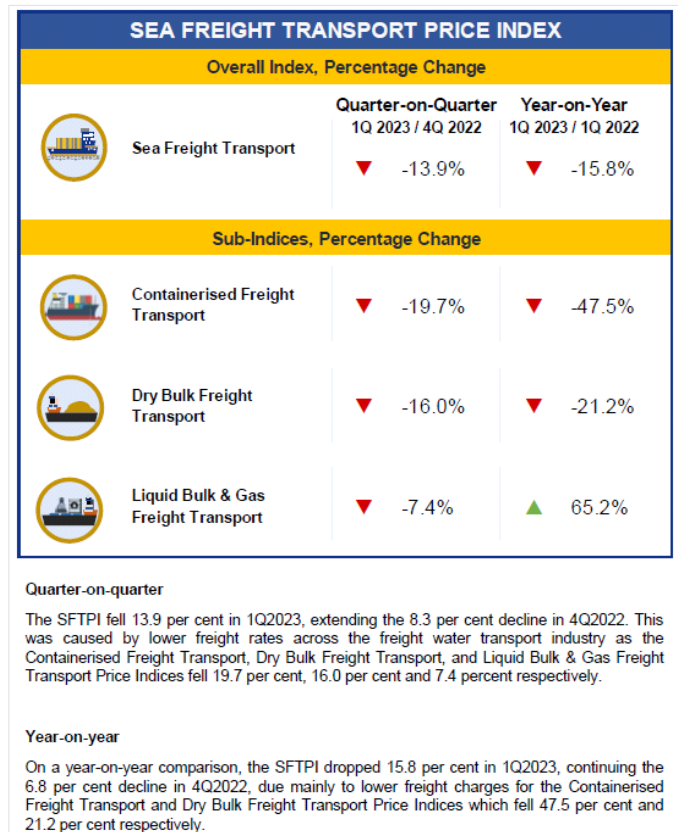 SEA FREIGHT TRANSPORT PRICE INDEX
Overall Index, Percentage Change
Quarter-on-Quarter Year-on-Year
1Q 2023 / 4Q 2022 1Q 2023 / 1Q 2022
Sea Freight Transport
▼ -13.9% ▼ -15.8%
Sub-Indices, Percentage Change
Containerised Freight
Transport
▼ -19.7% ▼ -47.5%
Dry Bulk Freight
Transport
▼ -16.0% ▼ -21.2%
Liquid Bulk & Gas
Freight Transport
▼ -7.4% ▲ 65.2%
Quarter-on-quarter
The SFTPI fell 13.9 per cent in 1Q2023, extending the 8.3 per cent decline in 4Q2022. This
was caused by lower freight rates across the freight water transport industry as the
Containerised Freight Transport, Dry Bulk Freight Transport, and Liquid Bulk & Gas Freight
Transport Price Indices fell 19.7 per cent, 16.0 per cent and 7.4 percent respectively.
Year-on-year
On a year-on-year comparison, the SFTPI dropped 15.8 per cent in 1Q2023, continuing the
6.8 per cent decline in 4Q2022, due mainly to lower freight charges for the Containerised
Freight Transport and Dry Bulk Freight Transport Price Indices which fell 47.5 per cent and
21.2 per cent respectively.